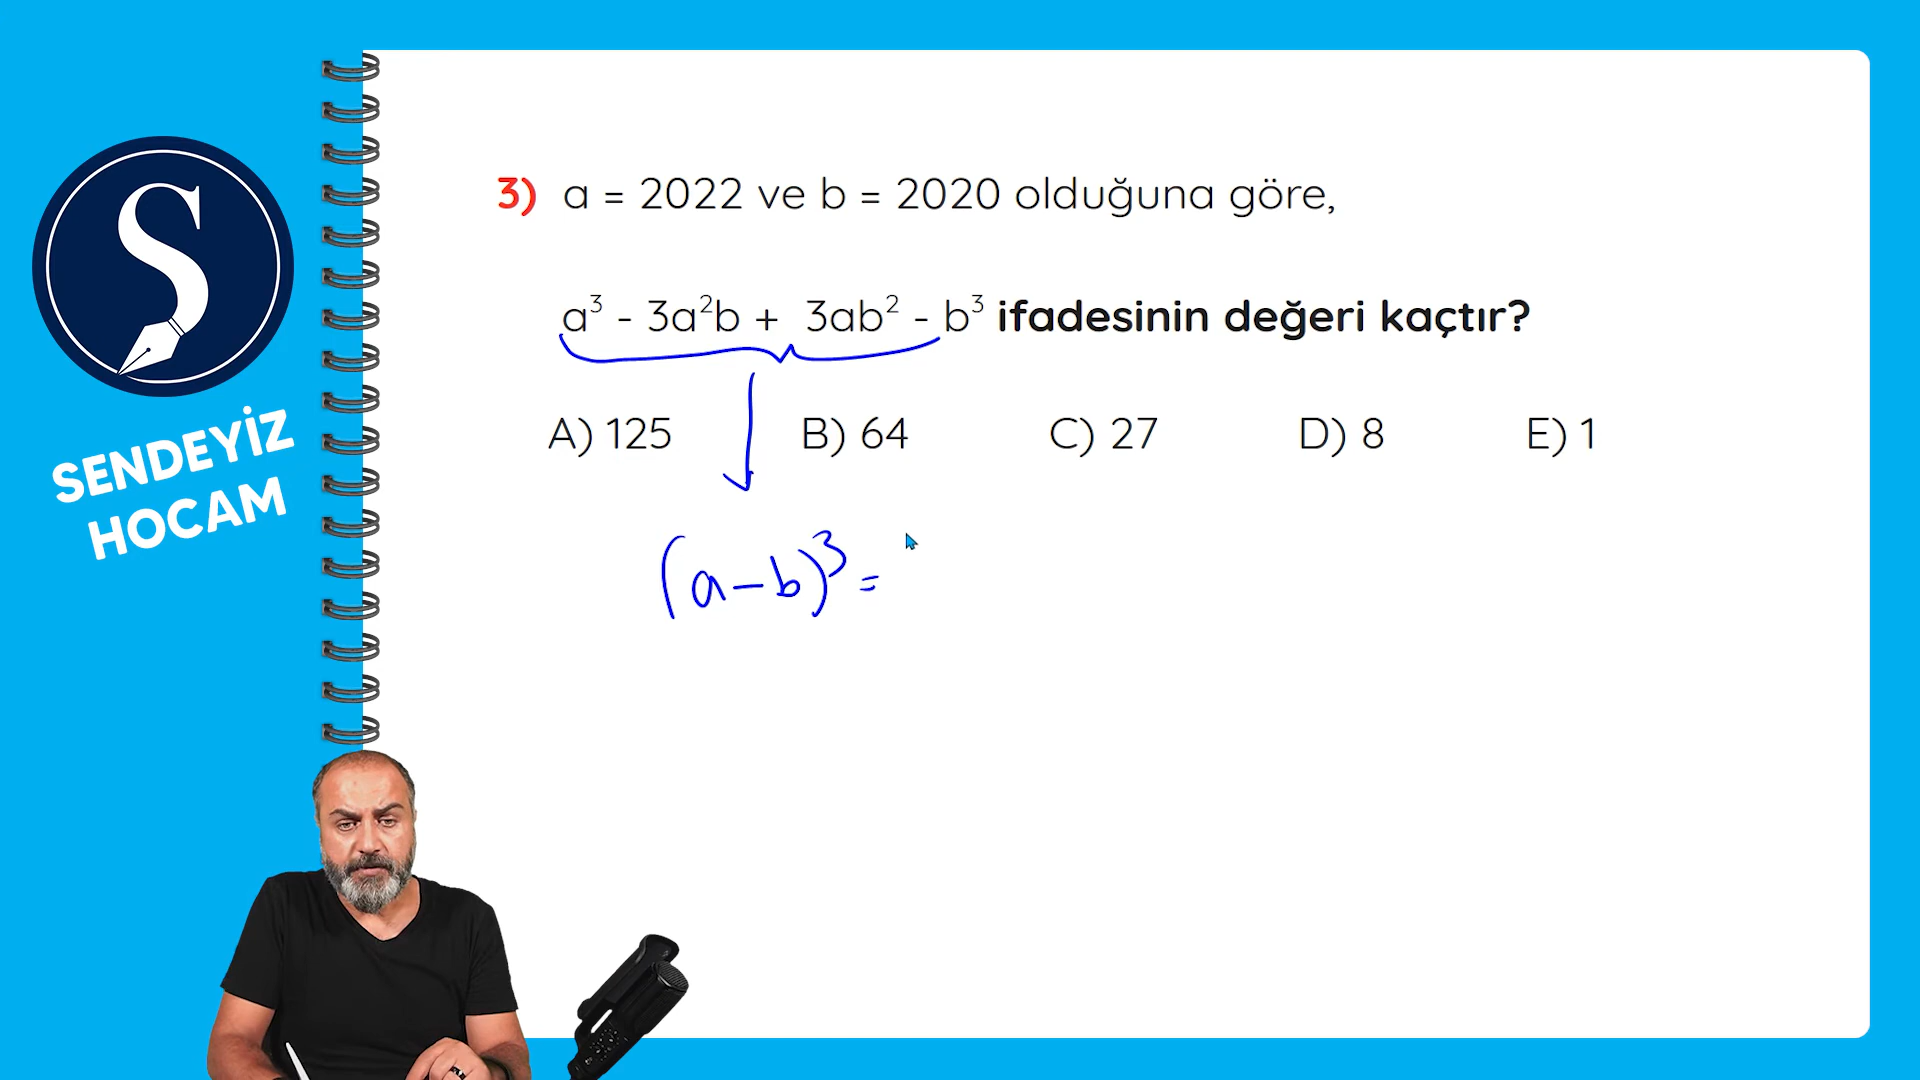 S
SENDEYİZ
HOCAM
3) a = 2022 ve b = 2020 olduğuna göre,
a³ - 3a²b + 3ab² - b³ ifadesinin değeri kaçtır?
A) 125 B) 64 C) 27 D) 8 E) 1
(a-b)³ =